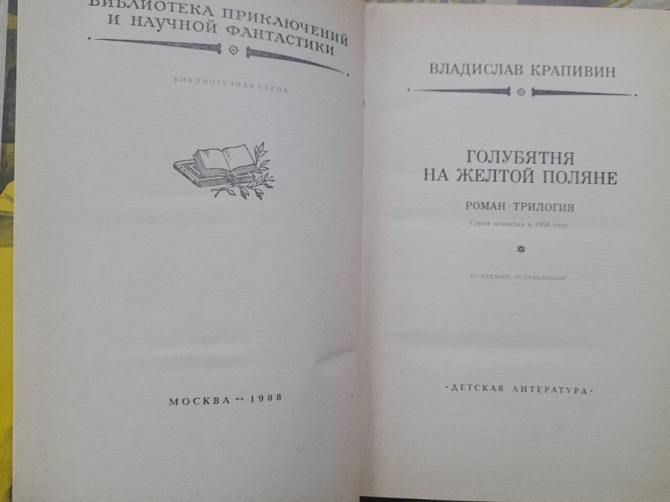 БИБЛИОТЕКА ПРИКЛЮЧЕНИЙ
И НАУЧНОЙ ФАНТАСТИКИ
БИБЛИОТЕЧНАЯ СЕРИЯ
МОСКВА — 1988
ВЛАДИСЛАВ КРАПИВИН
ГОЛУБЯТНЯ
НА ЖЕЛТОЙ ПОЛЯНЕ
РОМАН-ТРИЛОГИЯ
Серия основана в 1954 году
2-е ИЗДАНИЕ, ИСПРАВЛЕННОЕ
·ДЕТСКАЯ ЛИТЕРАТУРА·